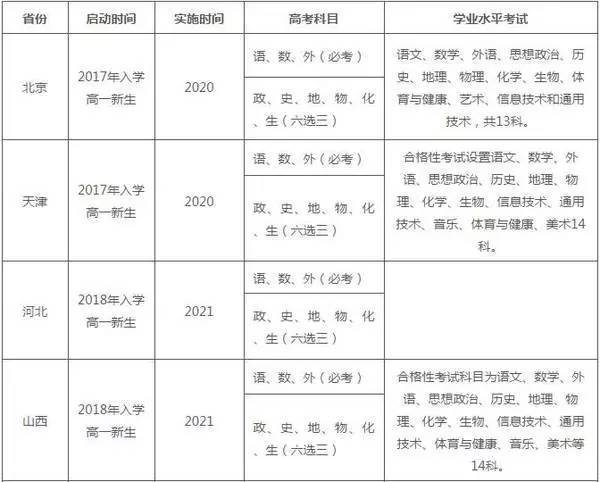 省份 启动时间 实施时间 高考科目 学业水平考试
北京
2017年入学
高一新生
2020
语、数、外（必考）
政、史、地、物、化
、生（六选三）
语文、数学、外语、思想政治、历
史、地理、物理、化学、生物、体
育与健康、艺术、信息技术和通用
技术，共13科。
天津
2017年入学
高一新生
2020
语、数、外（必考）
政、史、地、物、化
、生（六选三）
合格性考试设置语文、数学、外
语、思想政治、历史、地理、物
理、化学、生物、信息技术、通用
技术、音乐、体育与健康、美术14
科。
河北
2018年入学
高一新生
2021
语、数、外（必考）
政、史、地、物、化
、生（六选三）
山西
2018年入学
高一新生
2021
语、数、外（必考）
政、史、地、物、化
、生（六选三）
合格性考试科目为语文、数学、外
语、思想政治、历史、地理、物
理、化学、生物、信息技术、通用
技术、体育与健康、音乐、美术等
14科。